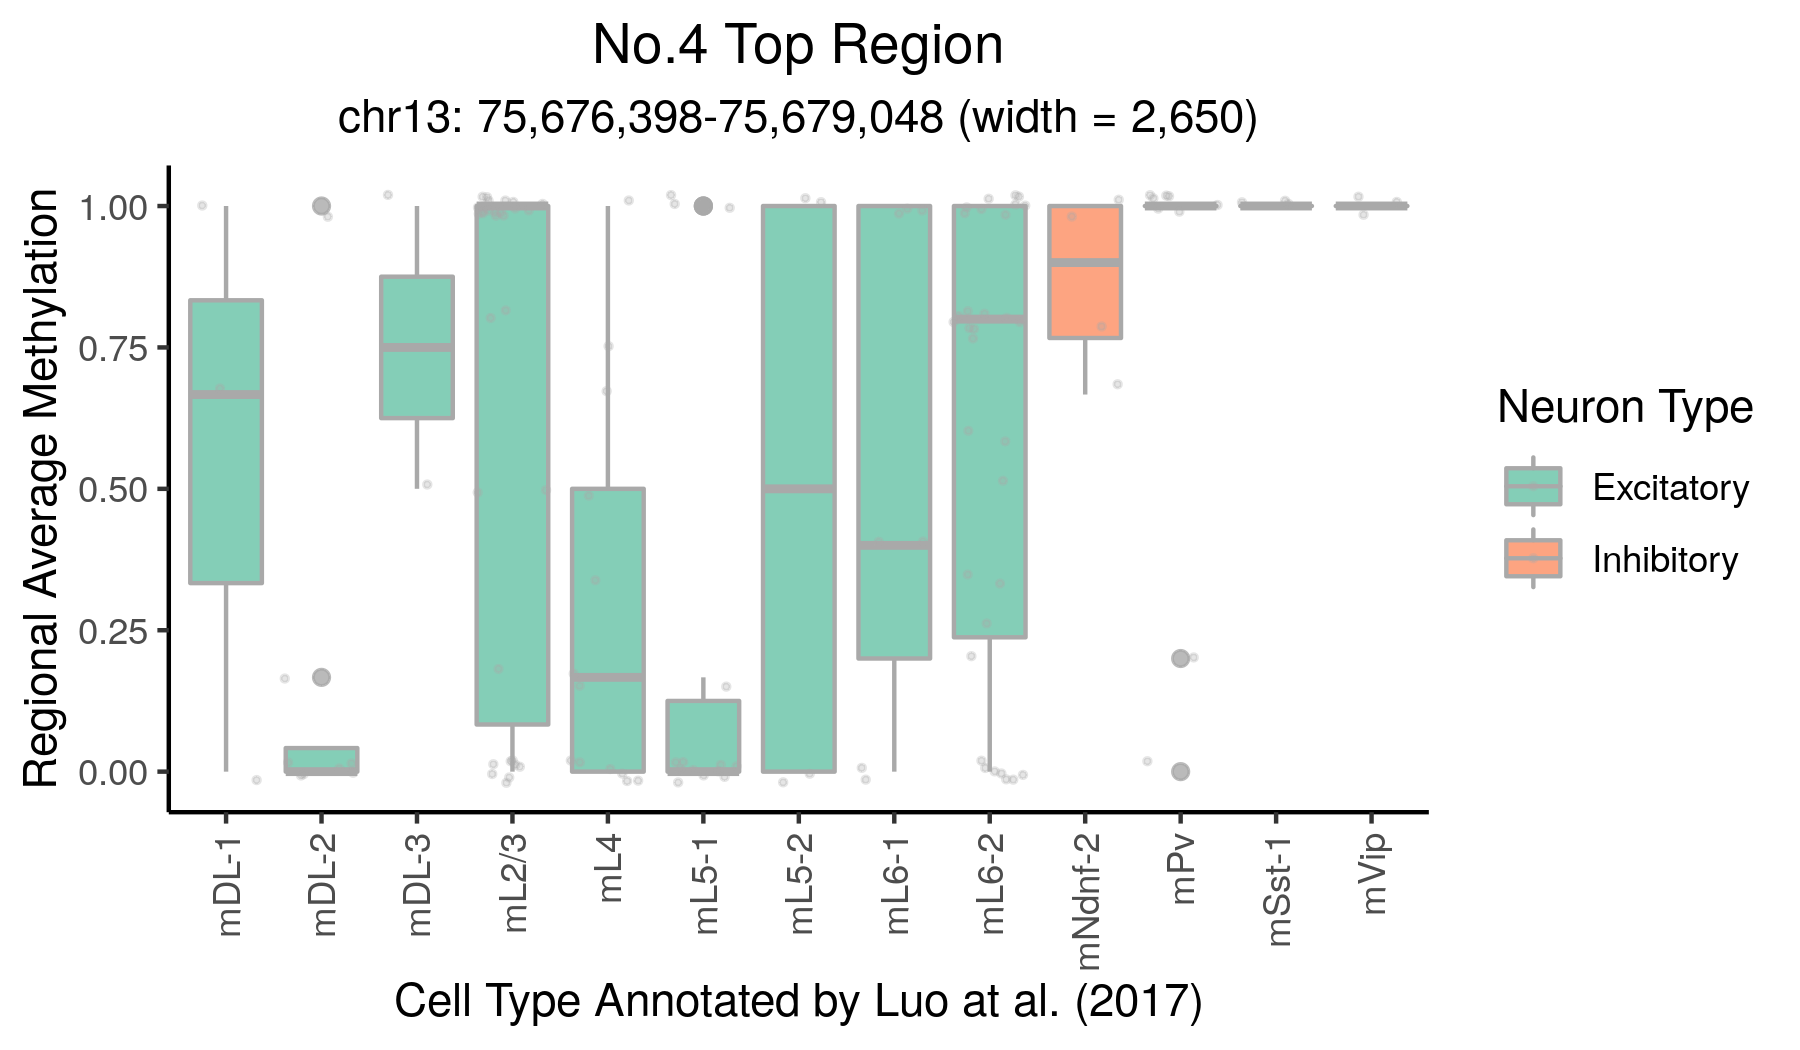 No.4 Top Region
chr13: 75,676,398-75,679,048 (width = 2,650)
Regional Average Methylation
1.00
0.75
0.50
0.25
0.00
mDL-1
mDL-2
mDL-3
mL2/3
mL4
mL5-1
mL5-2
mL6-1
mL6-2
mNdnf-2
mPv
mSst-1
mVip
Cell Type Annotated by Luo at al. (2017)
Neuron Type
Excitatory
Inhibitory